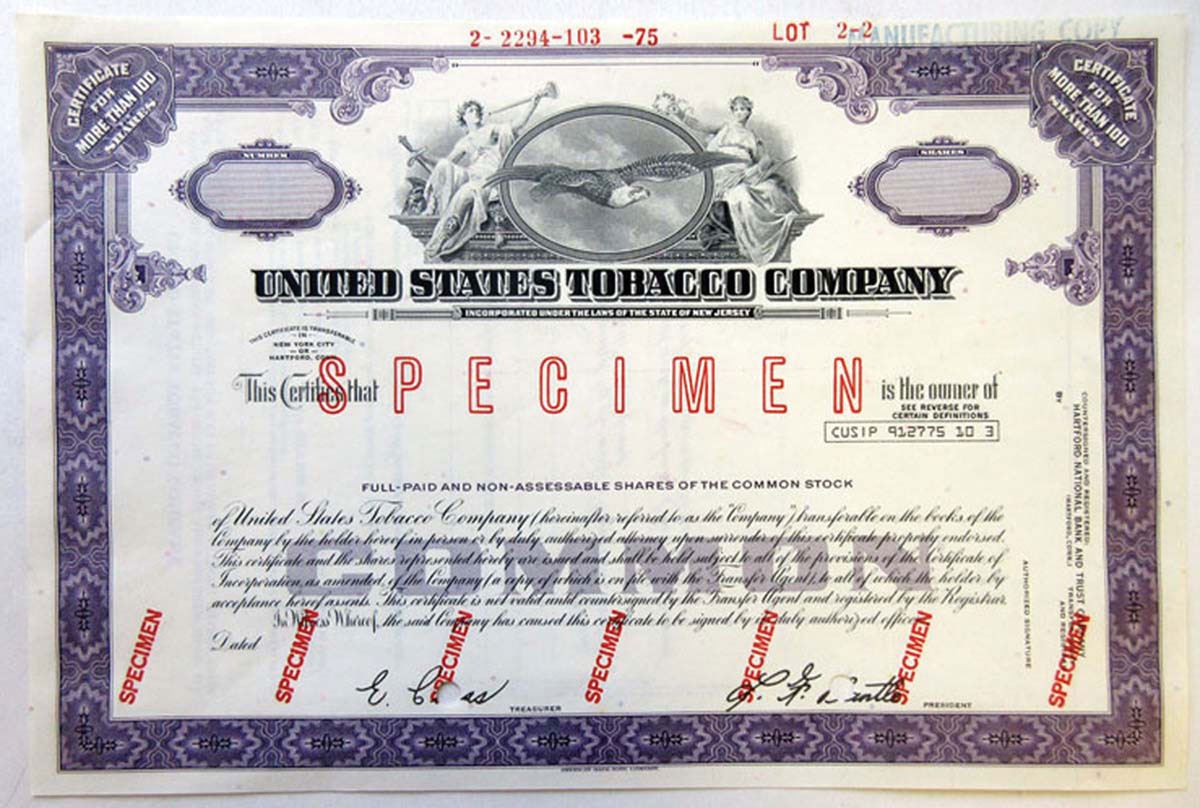 2- 2294-103 -75 LOT 2-2
MANUFACTURING COPY
CERTIFICATE
FOR
MORE THAN 100
SHARES
CERTIFICATE
FOR
MORE THAN 100
SHARES
NUMBER
SHARES
UNITED STATES TOBACCO COMPANY
INCORPORATED UNDER THE LAWS OF THE STATE OF NEW JERSEY
THIS CERTIFICATE IS TRANSFERABLE
— IN —
NEW YORK CITY
— OR —
HARTFORD, CONN.
This Certifies that
SPECIMEN
is the owner of
SEE REVERSE FOR
CERTAIN DEFINITIONS
CUSIP 912775 10 3
FULL-PAID AND NON-ASSESSABLE SHARES OF THE COMMON STOCK
COMMON
of United States Tobacco Company (hereinafter referred to as the "Company") transferable on the books of the
Company by the holder hereof in person or by duly authorized attorney upon surrender of this certificate properly endorsed.
This certificate and the shares represented hereby are issued and shall be held subject to all of the provisions of the Certificate of
Incorporation, as amended, of the Company (a copy of which is on file with the Transfer Agent), to all of which the holder by
acceptance hereof assents. This certificate is not valid until countersigned by the Transfer Agent and registered by the Registrar.
In Witness Whereof, the said Company has caused this certificate to be signed by its duly authorized officers.
Dated
SPECIMEN
SPECIMEN
SPECIMEN
SPECIMEN
SPECIMEN
SPECIMEN
SPECIMEN
TREASURER
PRESIDENT
COUNTERSIGNED AND REGISTERED:
HARTFORD NATIONAL BANK AND TRUST COMPANY
(HARTFORD, CONN.)
BY
AUTHORIZED SIGNATURE
AMERICAN BANK NOTE COMPANY